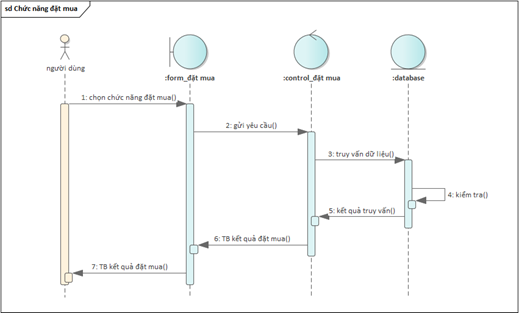 sd Chức năng đặt mua
người dùng
:form_đặt mua
:control_đặt mua
:database
1: chọn chức năng đặt mua()
2: gửi yêu cầu()
3: truy vấn dữ liệu()
4: kiểm tra()
5: kết quả truy vấn()
6: TB kết quả đặt mua()
7: TB kết quả đặt mua()